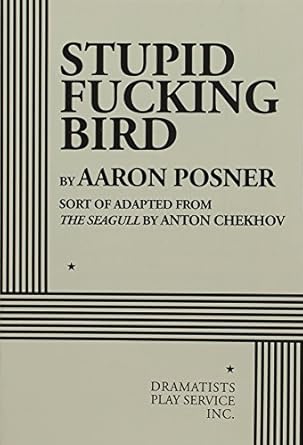 STUPID
FUCKING
BIRD
BY AARON POSNER
SORT OF ADAPTED FROM
THE SEAGULL BY ANTON CHEKHOV
★
★
DRAMATISTS
PLAY SERVICE
INC.